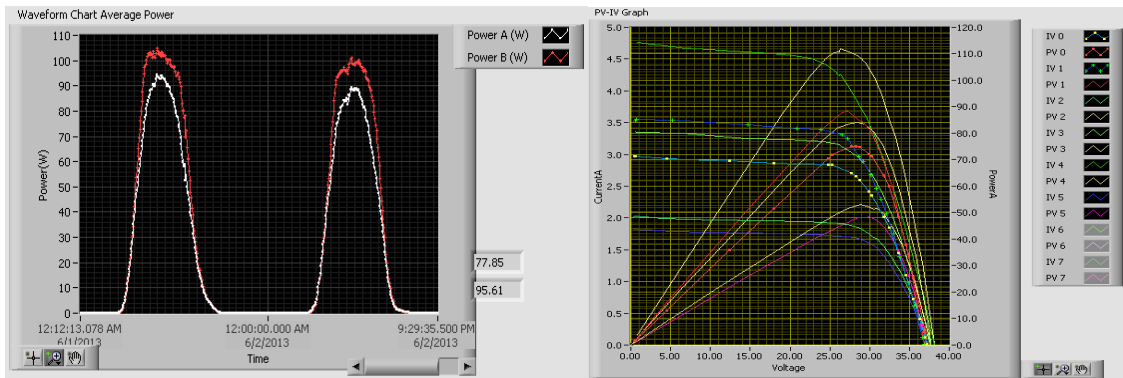 Waveform Chart Average Power
Power A (W)
Power B (W)
110
100
90
80
70
60
50
40
30
20
10
0
Power(W)
12:12:13.078 AM
6/1/2013
12:00:00.000 AM
6/2/2013
9:29:35.500 PM
6/2/2013
Time
77.85
95.61
PV-IV Graph
5.0
4.5
4.0
3.5
3.0
2.5
2.0
1.5
1.0
0.5
0.0
CurrentA
120.0
110.0
100.0
90.0
80.0
70.0
60.0
50.0
40.0
30.0
20.0
10.0
0.0
PowerA
0.00
5.00
10.00
15.00
20.00
25.00
30.00
35.00
40.00
Voltage
IV 0
PV 0
IV 1
PV 1
IV 2
PV 2
IV 3
PV 3
IV 4
PV 4
IV 5
PV 5
IV 6
PV 6
IV 7
PV 7